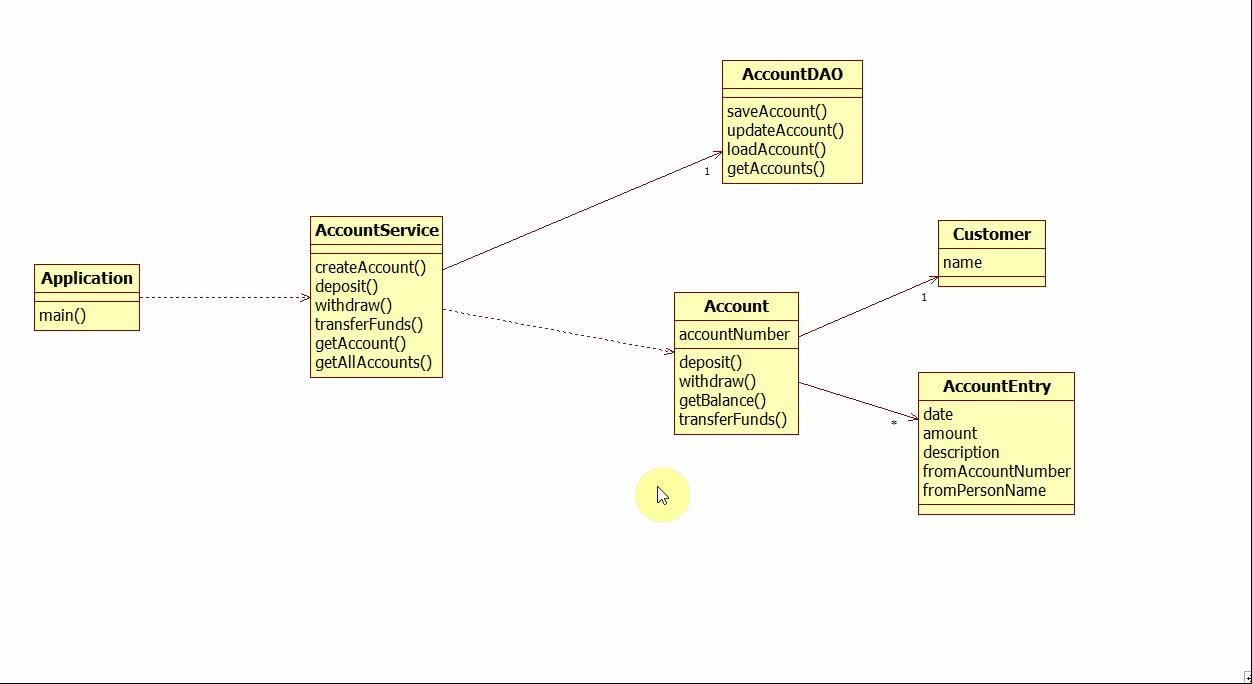 Application
main()
AccountService
createAccount()
deposit()
withdraw()
transferFunds()
getAccount()
getAllAccounts()
AccountDAO
saveAccount()
updateAccount()
loadAccount()
getAccounts()
1
Account
accountNumber
deposit()
withdraw()
getBalance()
transferFunds()
Customer
name
1
AccountEntry
date
amount
description
fromAccountNumber
fromPersonName
*